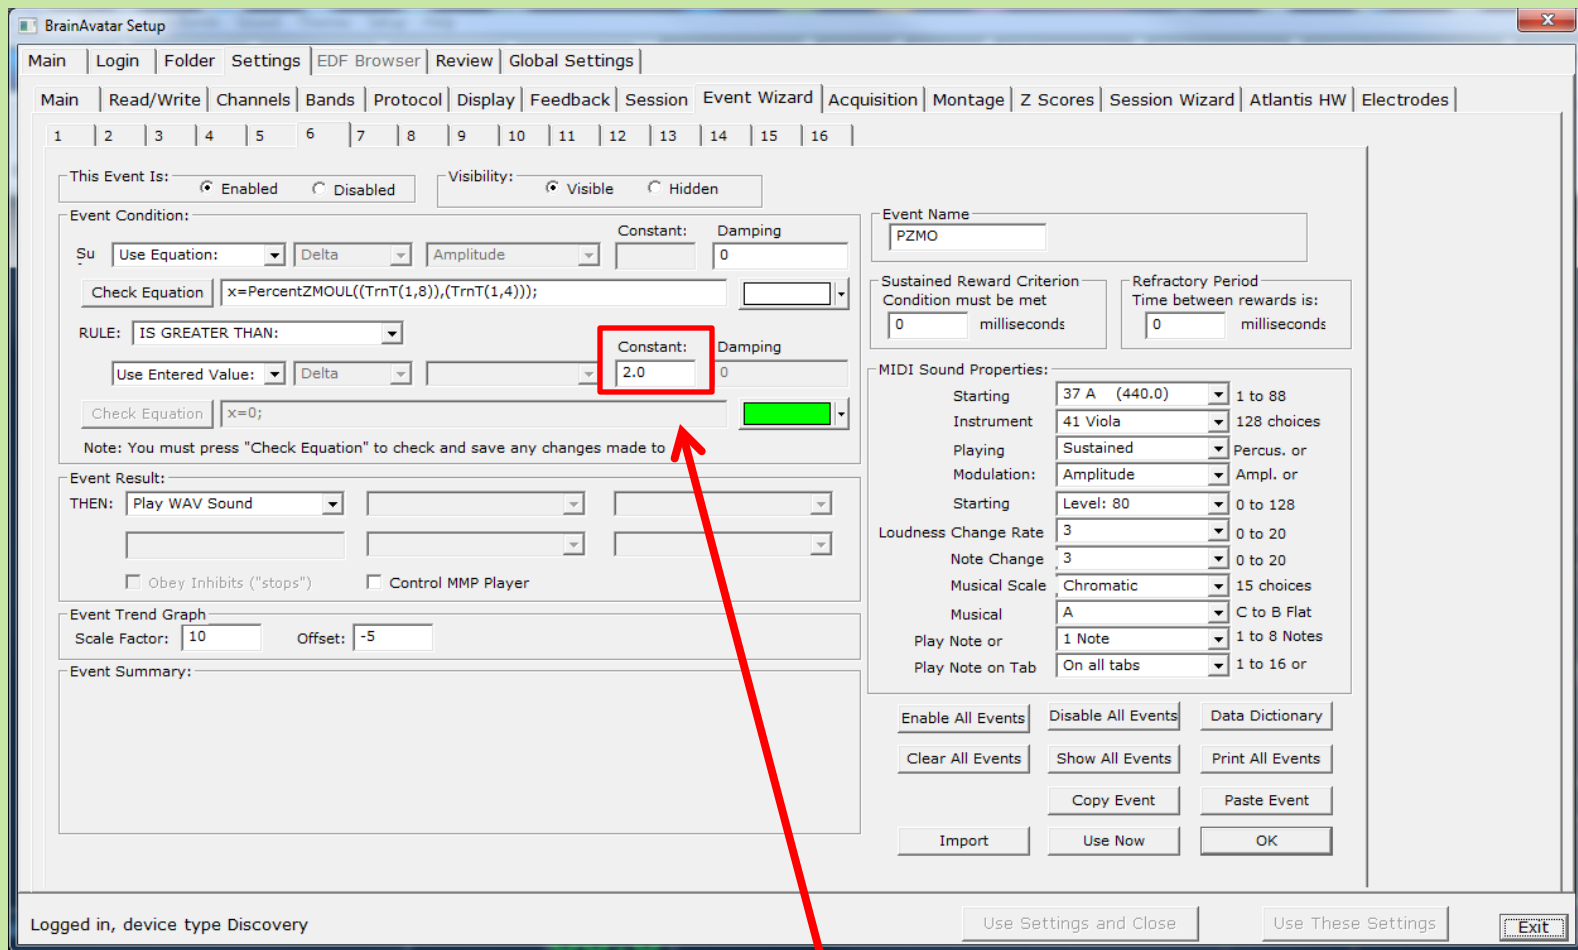 BrainAvatar Setup
Main Login Folder Settings EDF Browser Review Global Settings
Main Read/Write Channels Bands Protocol Display Feedback Session Event Wizard Acquisition Montage Z Scores Session Wizard Atlantis HW Electrodes
1 2 3 4 5 6 7 8 9 10 11 12 13 14 15 16
This Event Is: Enabled Disabled
Visibility: Visible Hidden
Event Condition:
Constant: Damping
Su Use Equation: Delta Amplitude 0
Check Equation x=PercentZMOUL((TrnT(1,8)),(TrnT(1,4)));
RULE: IS GREATER THAN:
Constant: Damping
Use Entered Value: Delta 2.0 0
Check Equation x=0;
Note: You must press "Check Equation" to check and save any changes made to
Event Result:
THEN: Play WAV Sound
Obey Inhibits ("stops") Control MMP Player
Event Trend Graph
Scale Factor: 10 Offset: -5
Event Summary:
Event Name
PZMO
Sustained Reward Criterion
Condition must be met
0 milliseconds
Refractory Period
Time between rewards is:
0 milliseconds
MIDI Sound Properties:
Starting 37 A (440.0) 1 to 88
Instrument 41 Viola 128 choices
Playing Sustained Percus. or
Modulation: Amplitude Ampl. or
Starting Level: 80 0 to 128
Loudness Change Rate 3 0 to 20
Note Change 3 0 to 20
Musical Scale Chromatic 15 choices
Musical A C to B Flat
Play Note or 1 Note 1 to 8 Notes
Play Note on Tab On all tabs 1 to 16 or
Enable All Events Disable All Events Data Dictionary
Clear All Events Show All Events Print All Events
Copy Event Paste Event
Import Use Now OK
Logged in, device type Discovery
Use Settings and Close Use These Settings Exit